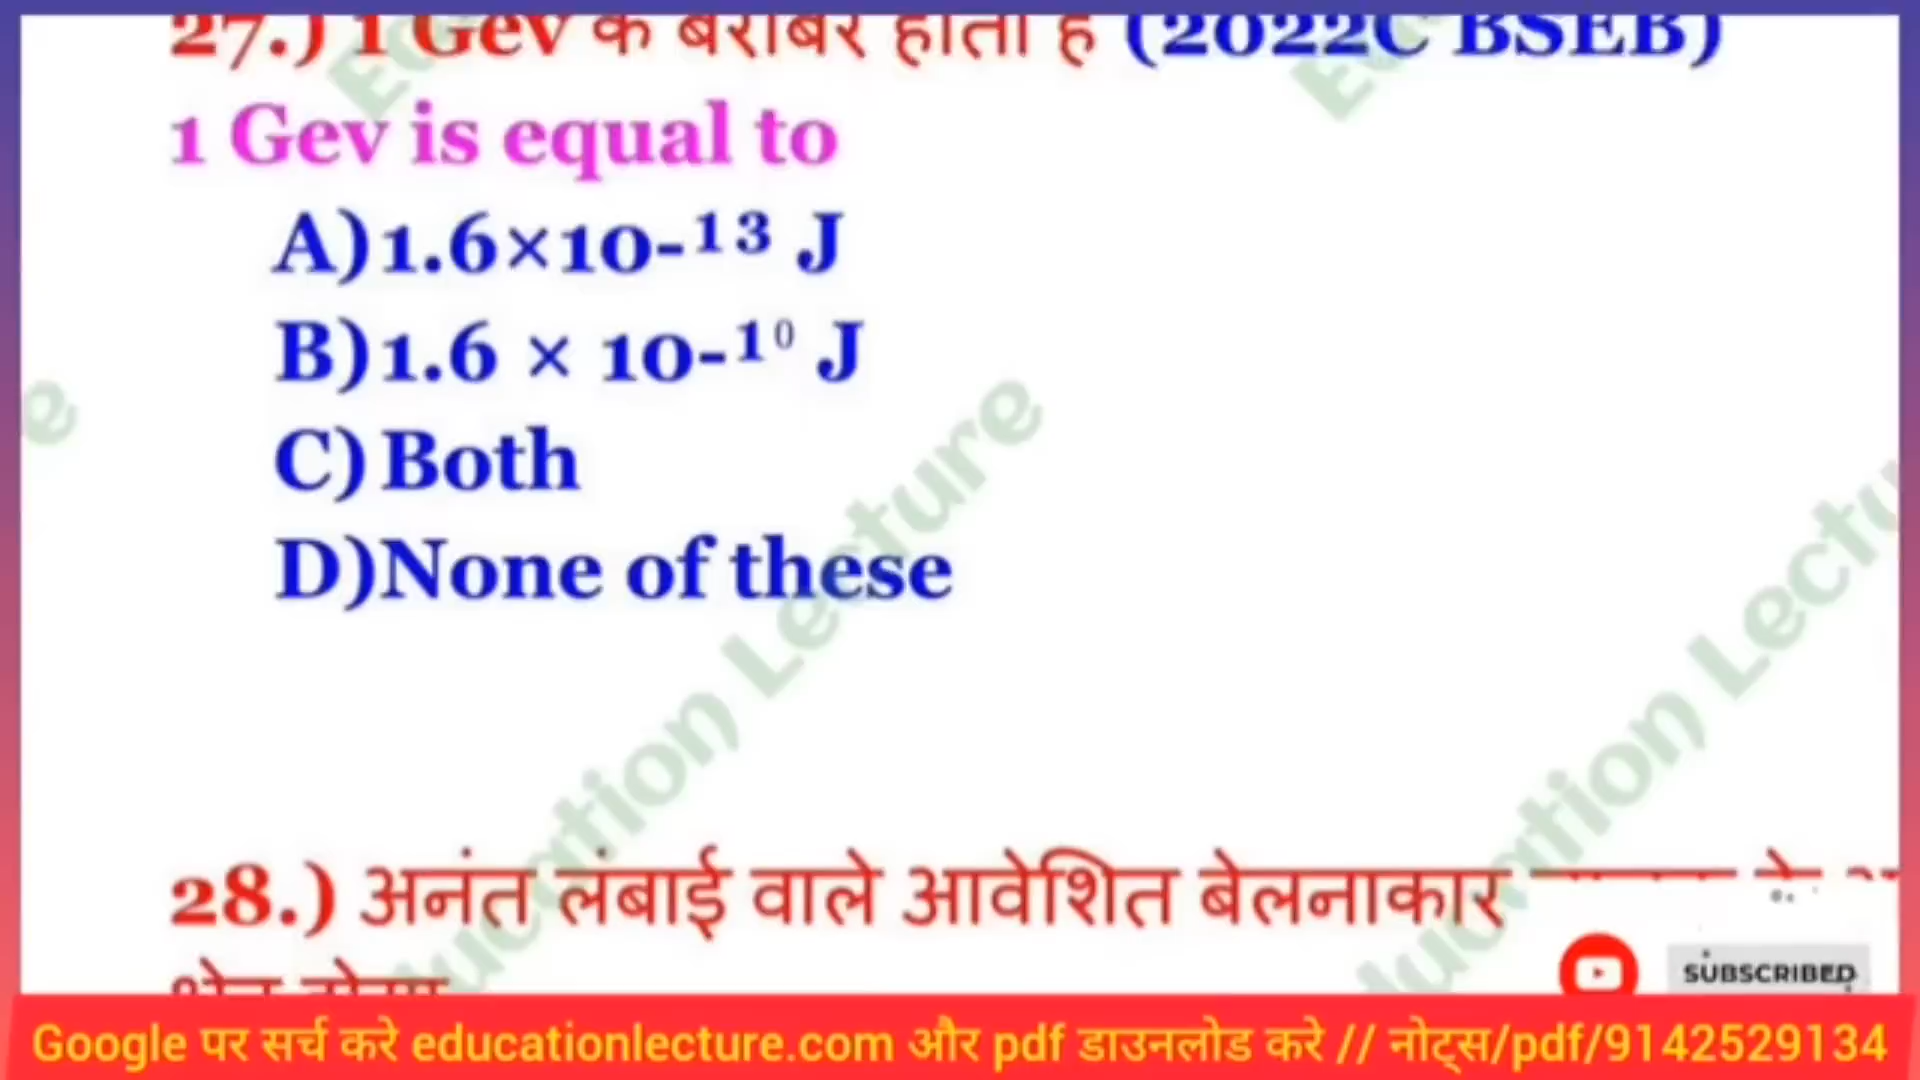 27.) 1 Gev के बराबर होता है (2022C BSEB)
1 Gev is equal to
A)1.6×10-¹³ J
B)1.6 × 10-¹⁰ J
C) Both
D)None of these
Education Lecture
28.) अनंत लंबाई वाले आवेशित बेलनाकार
SUBSCRIBED
Google पर सर्च करे educationlecture.com और pdf डाउनलोड करे // नोट्स/pdf/9142529134